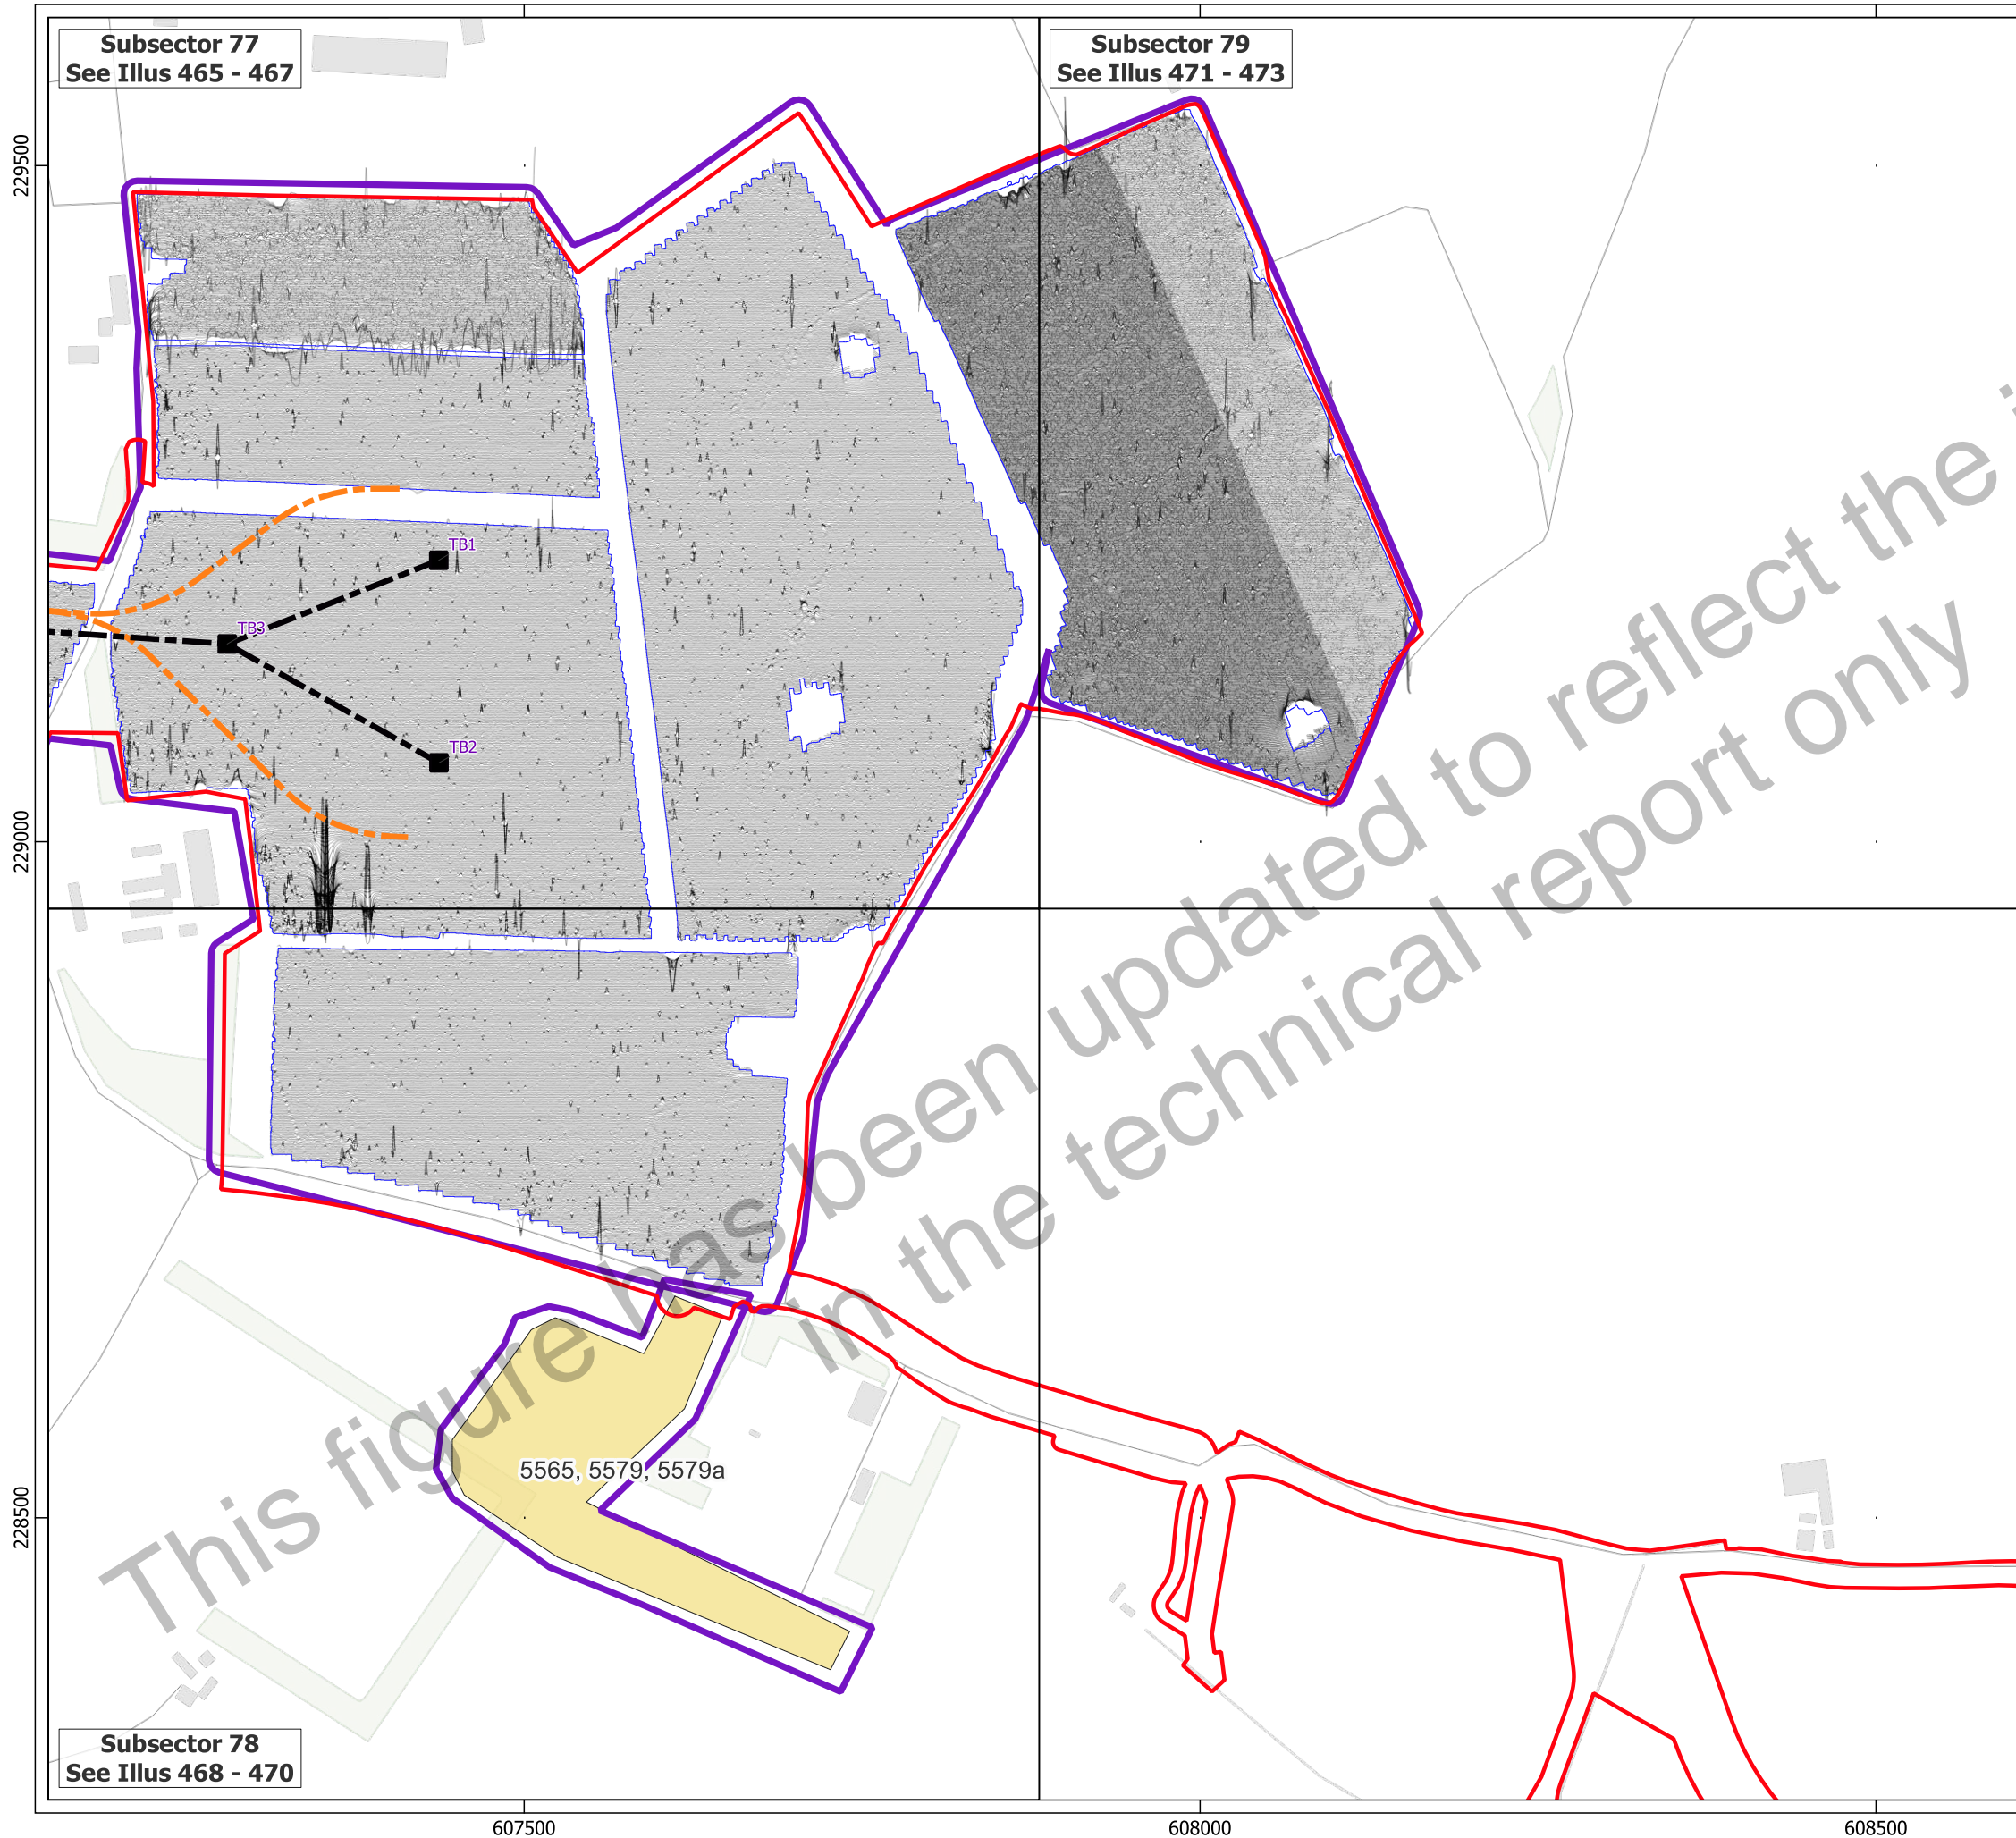 Subsector 77
See Illus 465 - 467
Subsector 79
See Illus 471 - 473
229500
TB1
TB3
TB2
229000
This figure has been updated to reflect the
in the technical report only
5565, 5579, 5579a
228500
Subsector 78
See Illus 468 - 470
607500
608000
608500